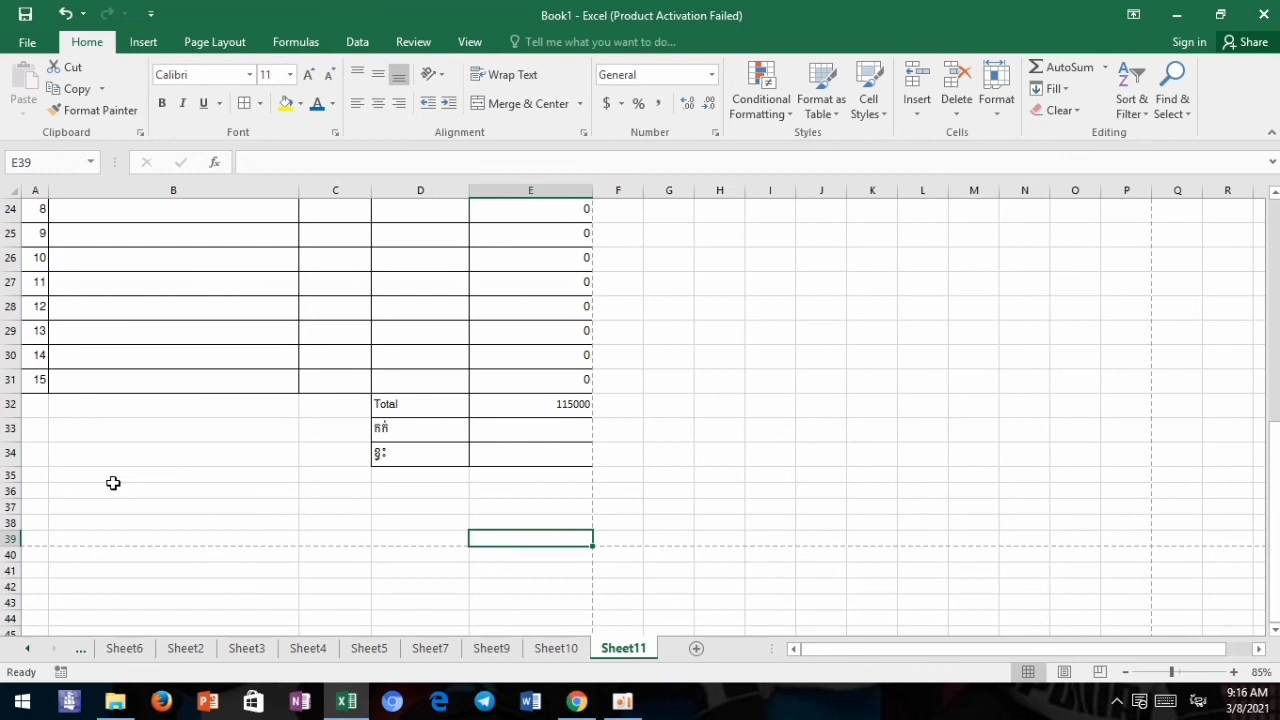 Book1 - Excel (Product Activation Failed)
File Home Insert Page Layout Formulas Data Review View Tell me what you want to do... Sign in Share
Paste Cut Copy Format Painter Clipboard
Calibri 11 A A B I U A Font
Wrap Text Merge & Center Alignment
General $ % , Number
Conditional Formatting Format as Table Cell Styles Styles
Insert Delete Format Cells
AutoSum Fill Clear Sort & Filter Find & Select Editing
E39 fx
A B C D E F G H I J K L M N O P Q R
24 8 0
25 9 0
26 10 0
27 11 0
28 12 0
29 13 0
30 14 0
31 15 0
32 Total 115000
33 កក់
34 ខ្វះ
35
36
37
38
39
40
41
42
43
44
45
... Sheet6 Sheet2 Sheet3 Sheet4 Sheet5 Sheet7 Sheet9 Sheet10 Sheet11
Ready 85%
9:16 AM
3/8/2021